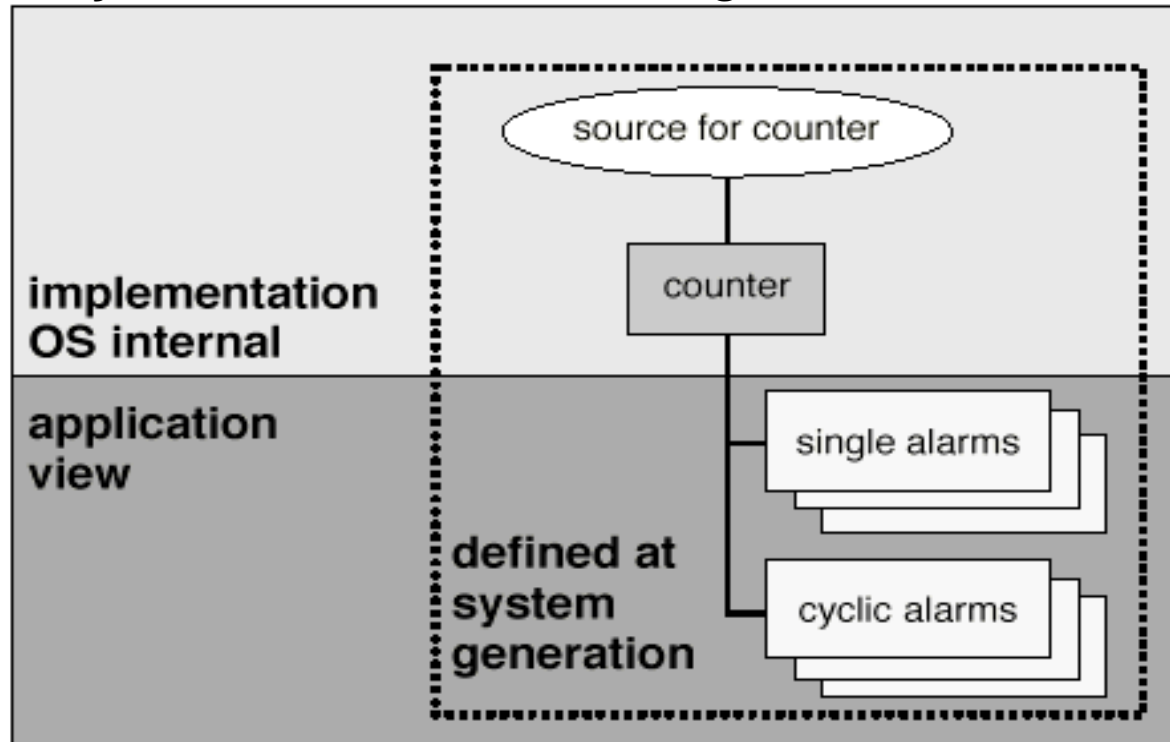 source for counter
counter
implementation
OS internal
application
view
single alarms
defined at
system
generation
cyclic alarms